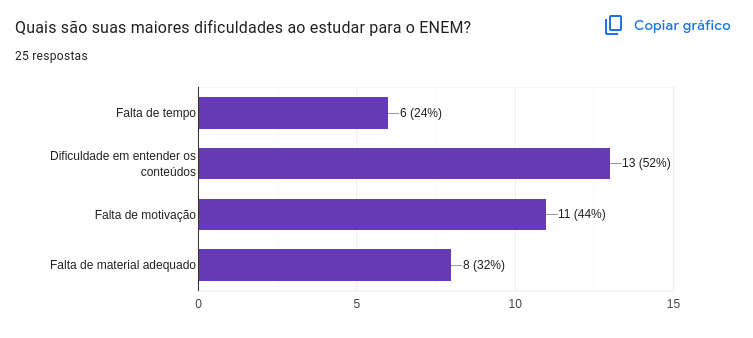 Quais são suas maiores dificuldades ao estudar para o ENEM?
Copiar gráfico
25 respostas
Falta de tempo
6 (24%)
Dificuldade em entender os
conteúdos
13 (52%)
Falta de motivação
11 (44%)
Falta de material adequado
8 (32%)
0
5
10
15